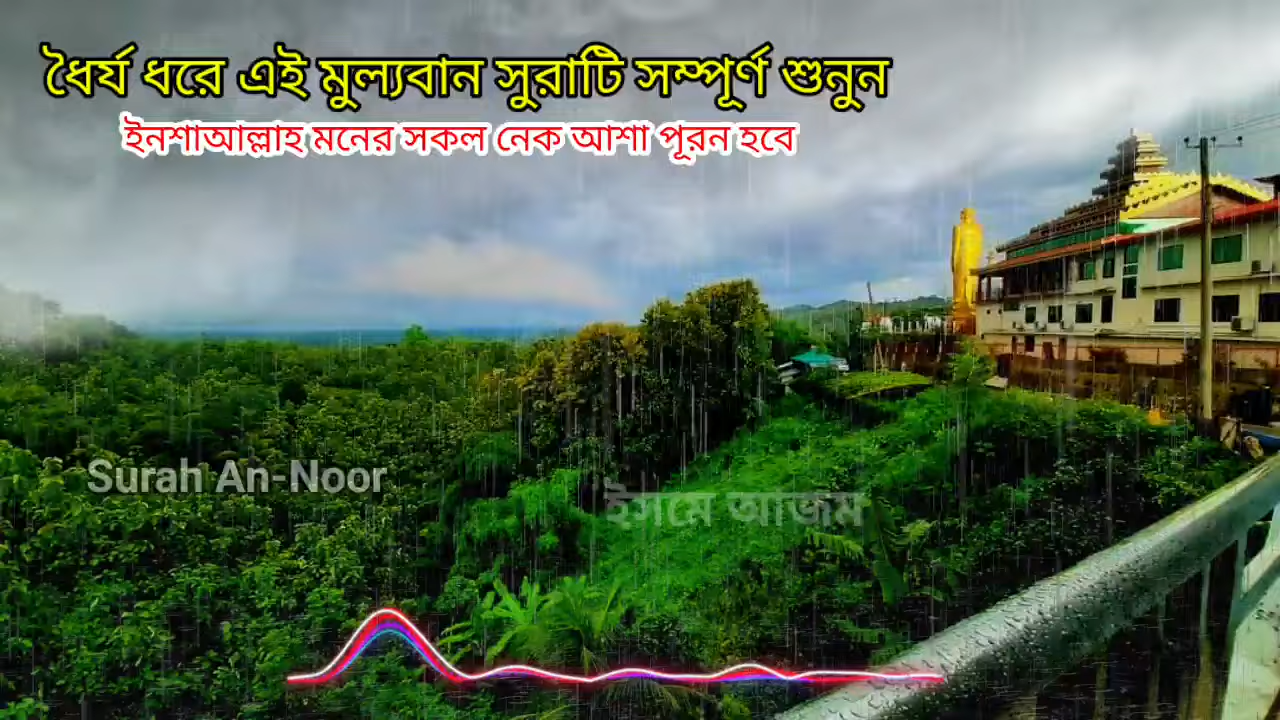 ধৈর্য ধরে এই মুল্যবান সুরাটি সম্পূর্ণ শুনুন
ইনশাআল্লাহ মনের সকল নেক আশা পূরন হবে
Surah An-Noor
ইসমে আজম